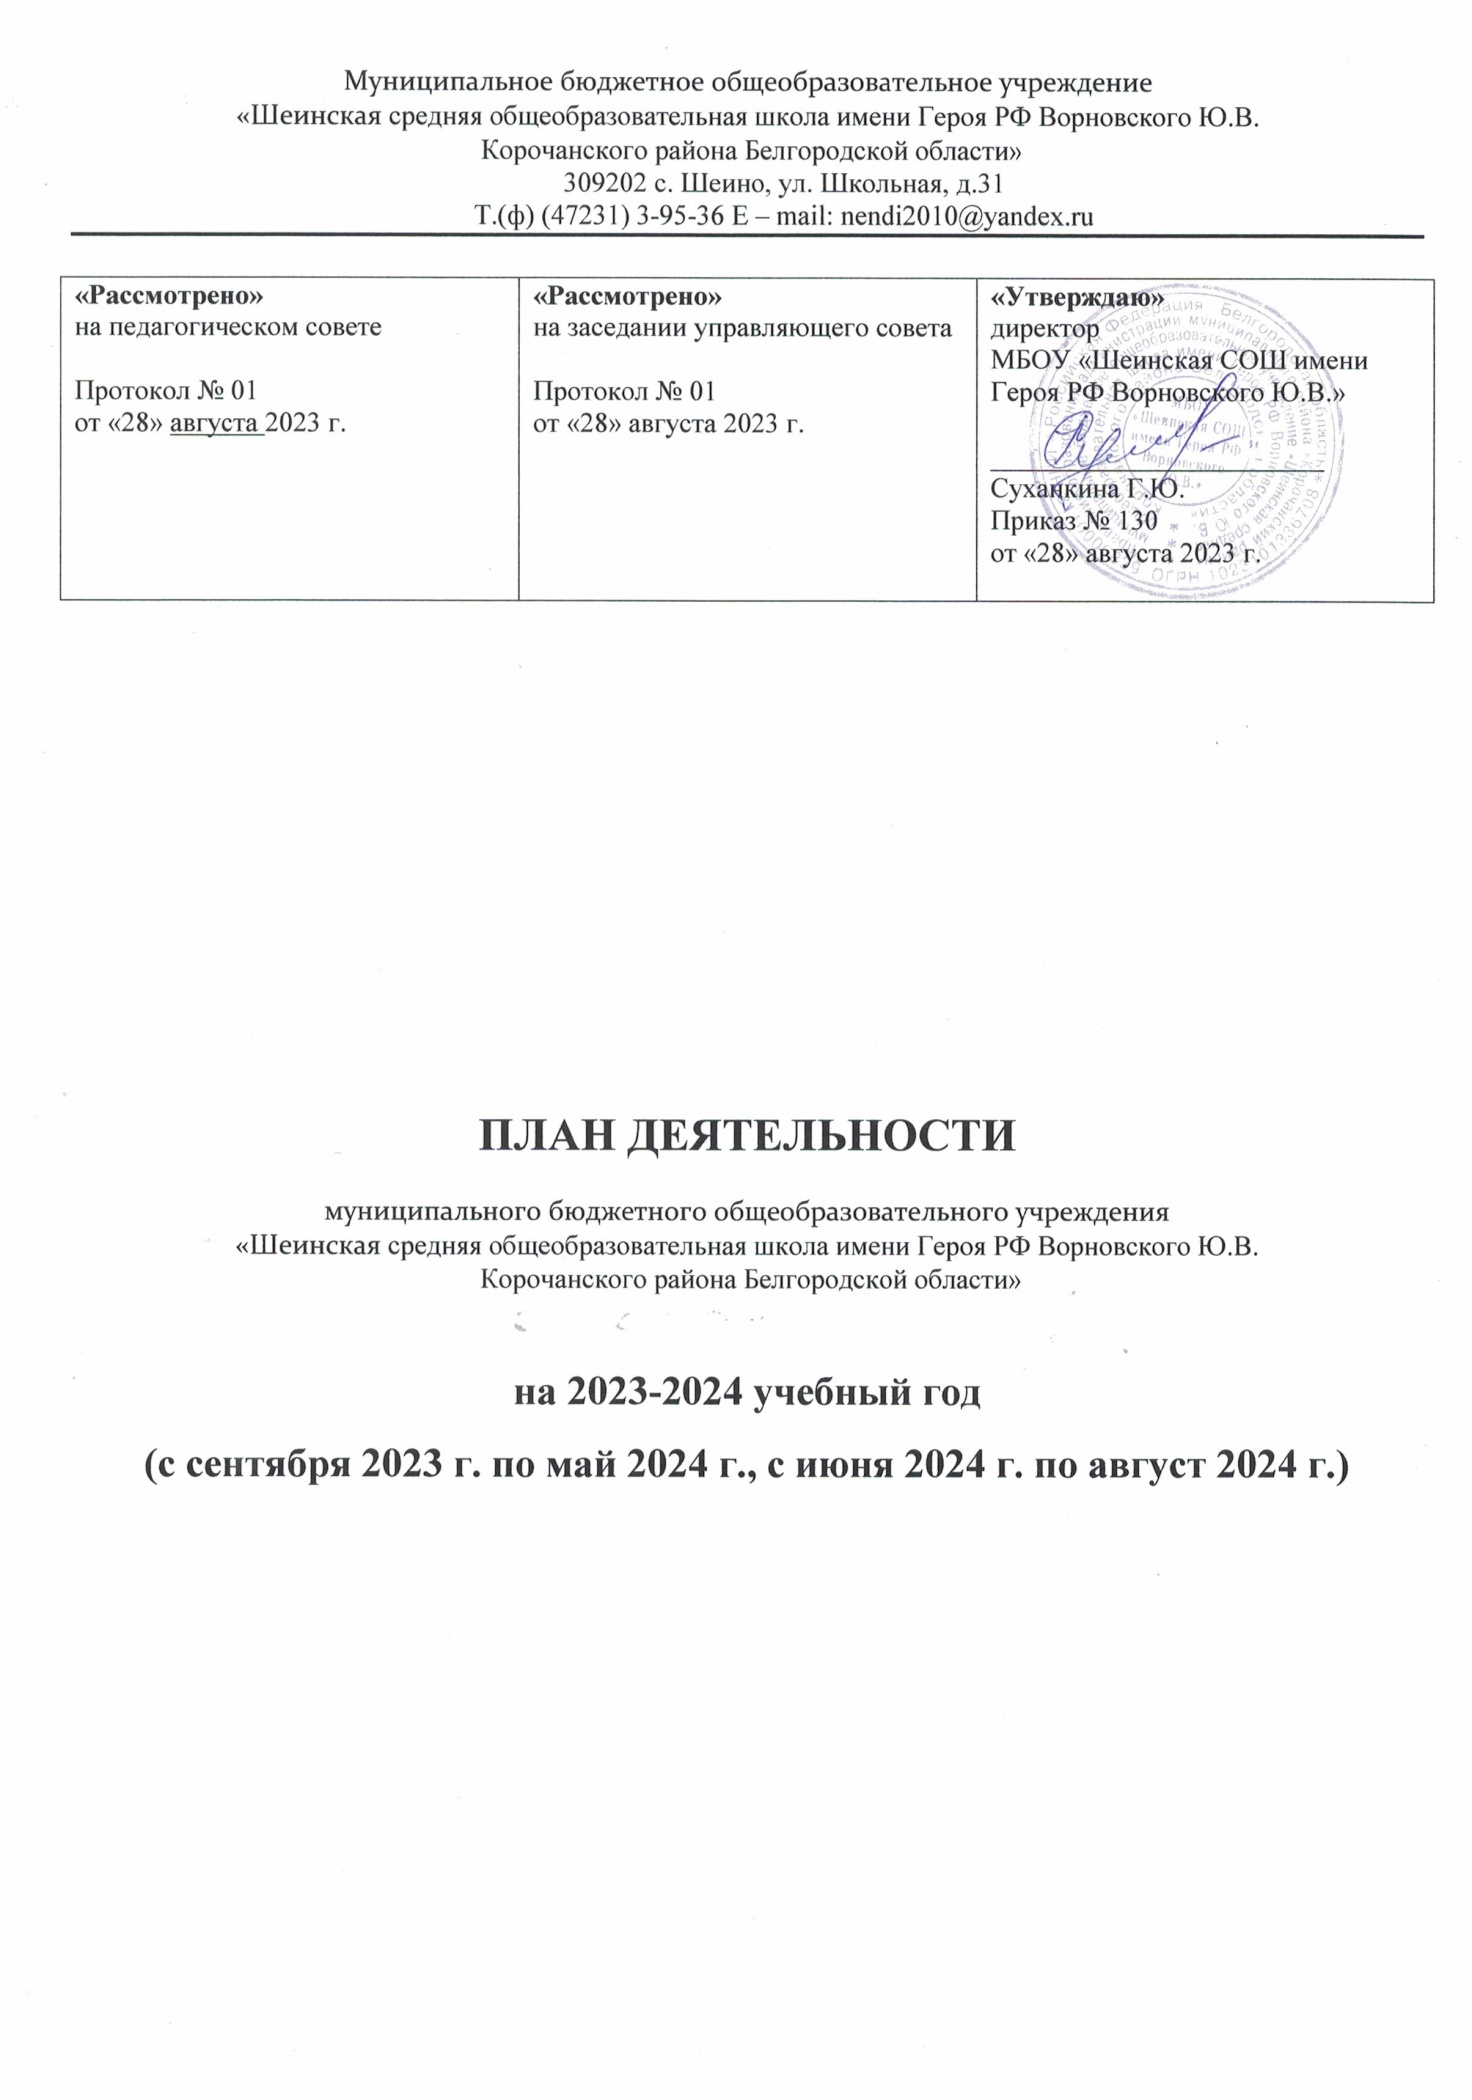 Муниципальное бюджетное общеобразовательное учреждение
«Шеинская средняя общеобразовательная школа имени Героя РФ Ворновского Ю.В.
Корочанского района Белгородской области»
309202 с. Шеино, ул. Школьная, д.31
Т.(ф) (47231) 3-95-36 Е – mail: nendi2010@yandex.ru
«Рассмотрено»
на педагогическом совете
Протокол № 01
от «28» августа 2023 г.
«Рассмотрено»
на заседании управляющего совета
Протокол № 01
от «28» августа 2023 г.
«Утверждаю»
директор
МБОУ «Шеинская СОШ имени
Героя РФ Ворновского Ю.В.»
Суханкина Г.Ю.
Приказ № 130
от «28» августа 2023 г.
ПЛАН ДЕЯТЕЛЬНОСТИ
муниципального бюджетного общеобразовательного учреждения
«Шеинская средняя общеобразовательная школа имени Героя РФ Ворновского Ю.В.
Корочанского района Белгородской области»
на 2023-2024 учебный год
(с сентября 2023 г. по май 2024 г., с июня 2024 г. по август 2024 г.)